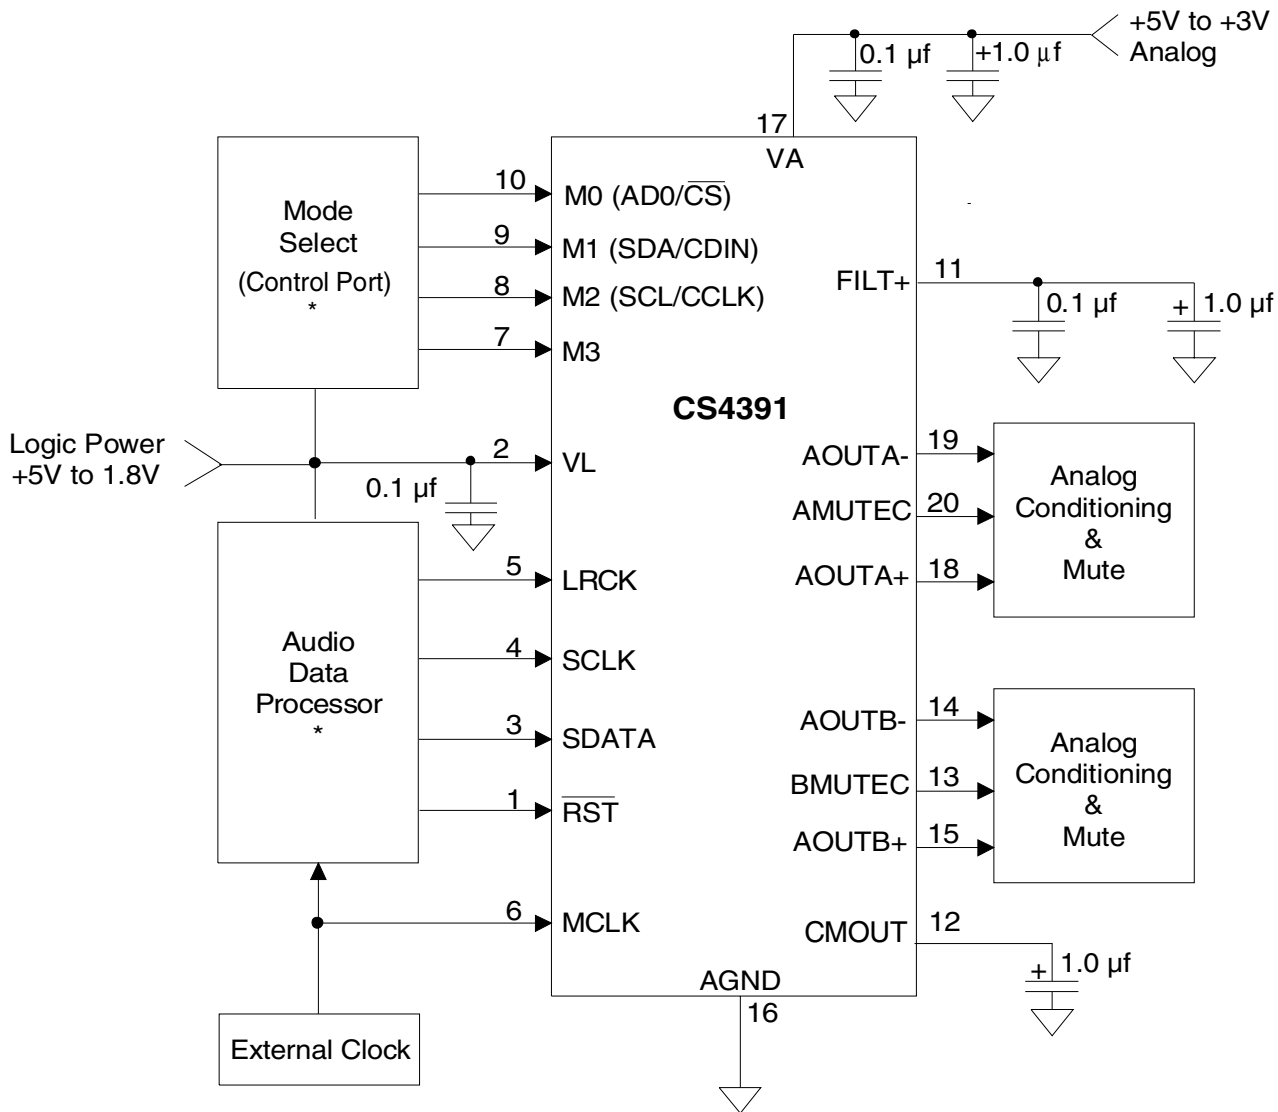 +5V to +3V
Analog
0.1 µf
+1.0 µf
17
VA
Mode
Select
(Control Port)
*
10
M0 (AD0/C̅S̅)
9
M1 (SDA/CDIN)
8
M2 (SCL/CCLK)
7
M3
FILT+
11
0.1 µf
+ 1.0 µf
CS4391
Logic Power
+5V to 1.8V
2
VL
0.1 µf
AOUTA-
19
AMUTEC
20
AOUTA+
18
Analog
Conditioning
&
Mute
Audio
Data
Processor
*
5
LRCK
4
SCLK
3
SDATA
1
R̅S̅T̅
6
MCLK
AOUTB-
14
BMUTEC
13
AOUTB+
15
Analog
Conditioning
&
Mute
CMOUT
12
+ 1.0 µf
AGND
16
External Clock